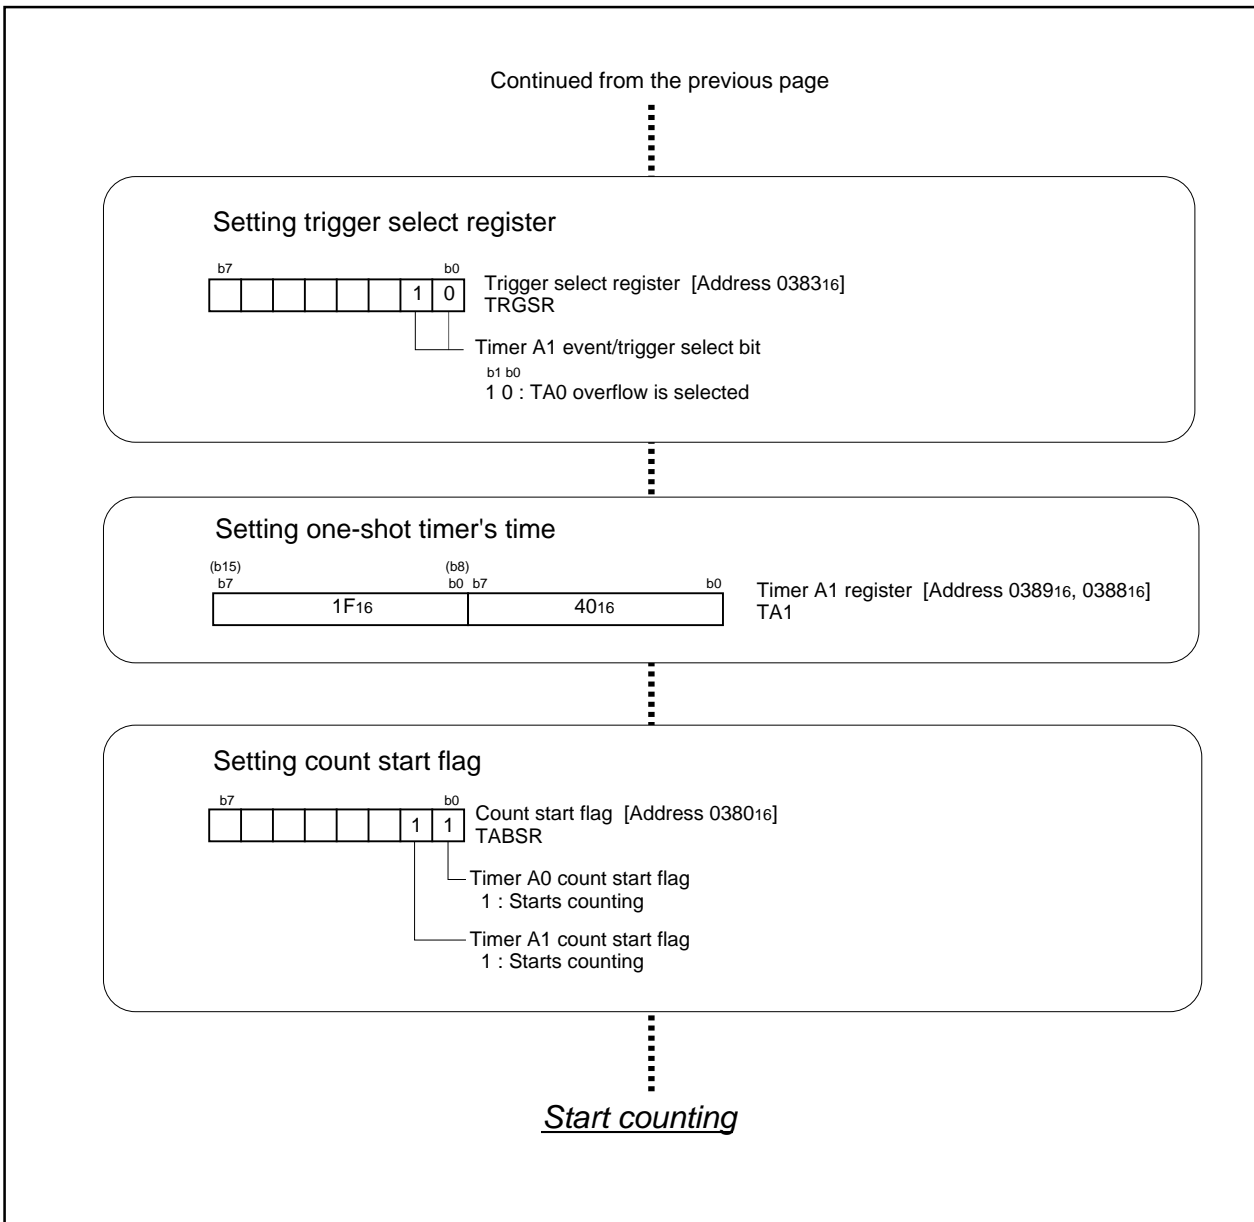 Continued from the previous page
Setting trigger select register
b7 b0
1 0
Trigger select register [Address 038316]
TRGSR
Timer A1 event/trigger select bit
b1 b0
1 0 : TA0 overflow is selected
Setting one-shot timer's time
(b15) (b8)
b7 b0 b7 b0
1F16 4016
Timer A1 register [Address 038916, 038816]
TA1
Setting count start flag
b7 b0
1 1
Count start flag [Address 038016]
TABSR
Timer A0 count start flag
1 : Starts counting
Timer A1 count start flag
1 : Starts counting
Start counting